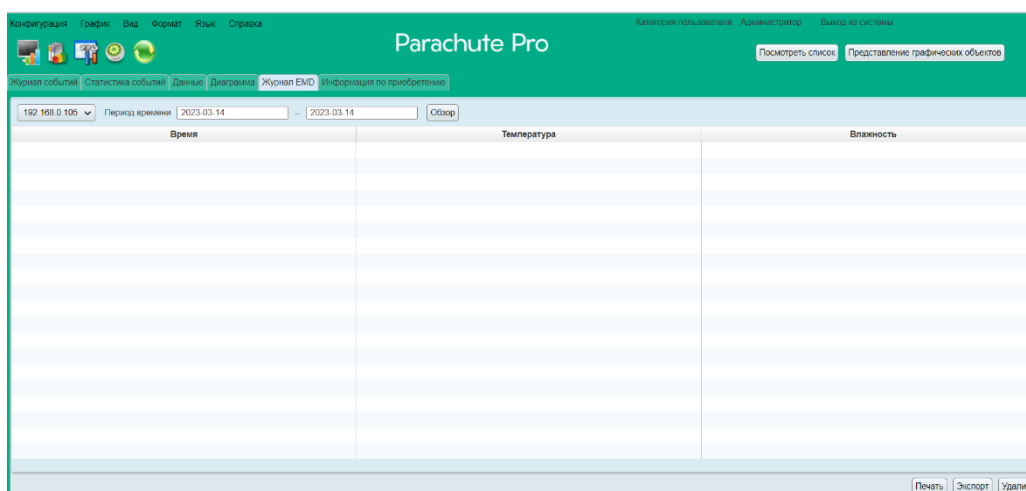 Конфигурация График Вид Формат Язык Справка
Категория пользователя Администратор Выход из системы
Parachute Pro
Посмотреть список Представление графических объектов
Журнал событий Статистика событий Данные Диаграмма Журнал EMD Информация по приобретению
192.168.0.105 Период времени 2023-03-14 -- 2023-03-14 Обзор
Время Температура Влажность
Печать Экспорт Удали